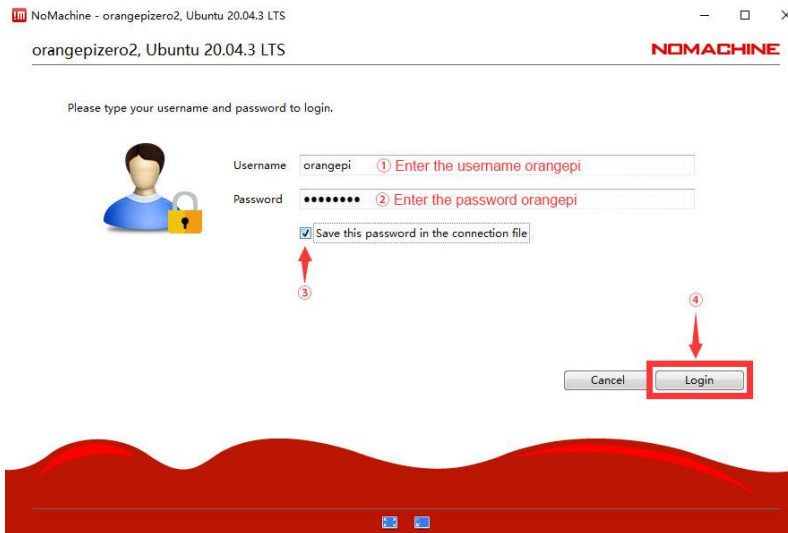 NoMachine - orangepizero2, Ubuntu 20.04.3 LTS
orangepizero2, Ubuntu 20.04.3 LTS
NOMACHINE
Please type your username and password to login.
Username orangepi ① Enter the username orangepi
Password •••••••• ② Enter the password orangepi
Save this password in the connection file
③
④
Cancel Login